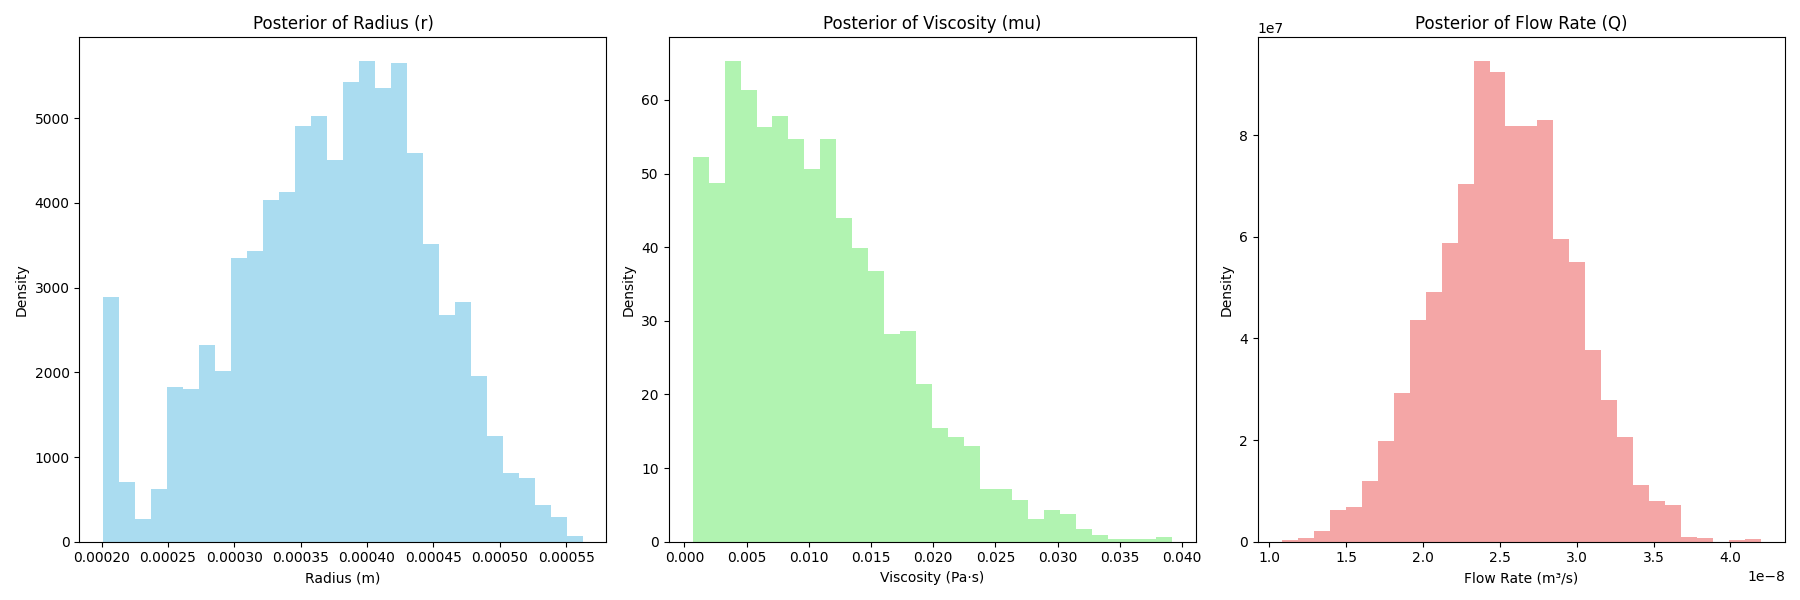 Posterior of Radius (r)
Density
5000
4000
3000
2000
1000
0
0.00020 0.00025 0.00030 0.00035 0.00040 0.00045 0.00050 0.00055
Radius (m)
Posterior of Viscosity (mu)
Density
60
50
40
30
20
10
0
0.000 0.005 0.010 0.015 0.020 0.025 0.030 0.035 0.040
Viscosity (Pa·s)
Posterior of Flow Rate (Q)
1e7
Density
8
6
4
2
0
1.0 1.5 2.0 2.5 3.0 3.5 4.0
1e−8
Flow Rate (m³/s)